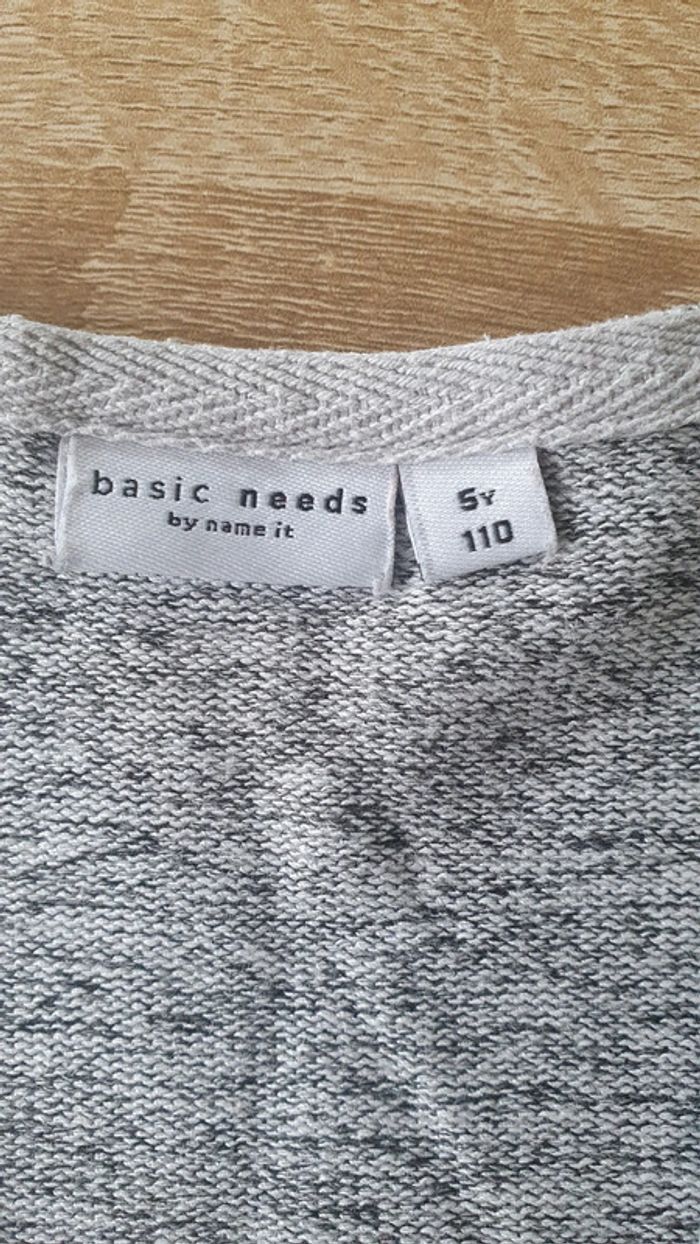 basic needs
by name it
5Y
110